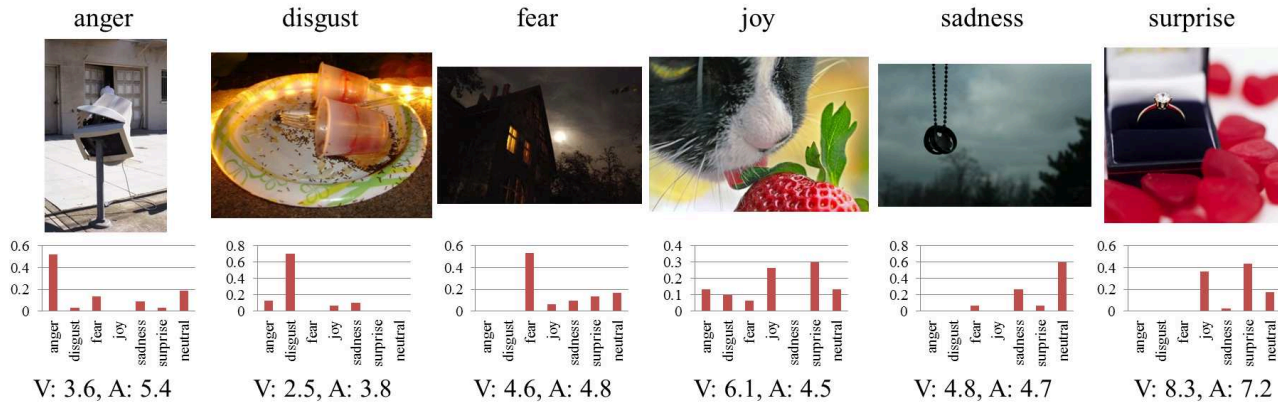 anger disgust fear joy sadness surprise
0.6 0.8 0.6 0.4 0.8 0.6
0.4 0.6 0.4 0.3 0.6 0.4
0.2 0.4 0.2 0.2 0.4 0.2
0 0.2 0 0.1 0.2 0
0 0 0
anger disgust fear joy sadness surprise neutral
anger disgust fear joy sadness surprise neutral
anger disgust fear joy sadness surprise neutral
anger disgust fear joy sadness surprise neutral
anger disgust fear joy sadness surprise neutral
anger disgust fear joy sadness surprise neutral
V: 3.6, A: 5.4 V: 2.5, A: 3.8 V: 4.6, A: 4.8 V: 6.1, A: 4.5 V: 4.8, A: 4.7 V: 8.3, A: 7.2